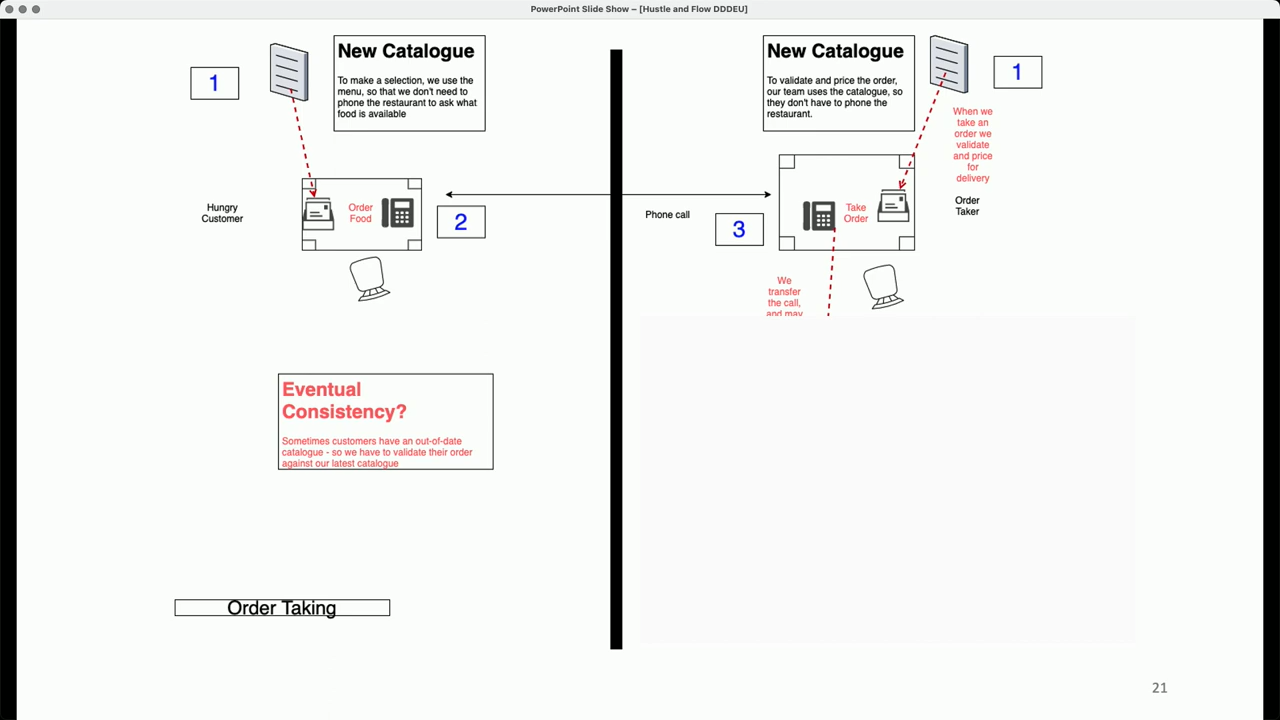 PowerPoint Slide Show – [Hustle and Flow DDDEU]
1
New Catalogue
To make a selection, we use the
menu, so that we don't need to
phone the restaurant to ask what
food is available
Hungry
Customer
Order
Food
2
Eventual
Consistency?
Sometimes customers have an out-of-date
catalogue - so we have to validate their order
against our latest catalogue
Order Taking
New Catalogue
To validate and price the order,
our team uses the catalogue, so
they don't have to phone the
restaurant.
1
When we
take an
order we
validate
and price
for
delivery
Order
Taker
Phone call
3
Take
Order
We
transfer
the call,
and may
21